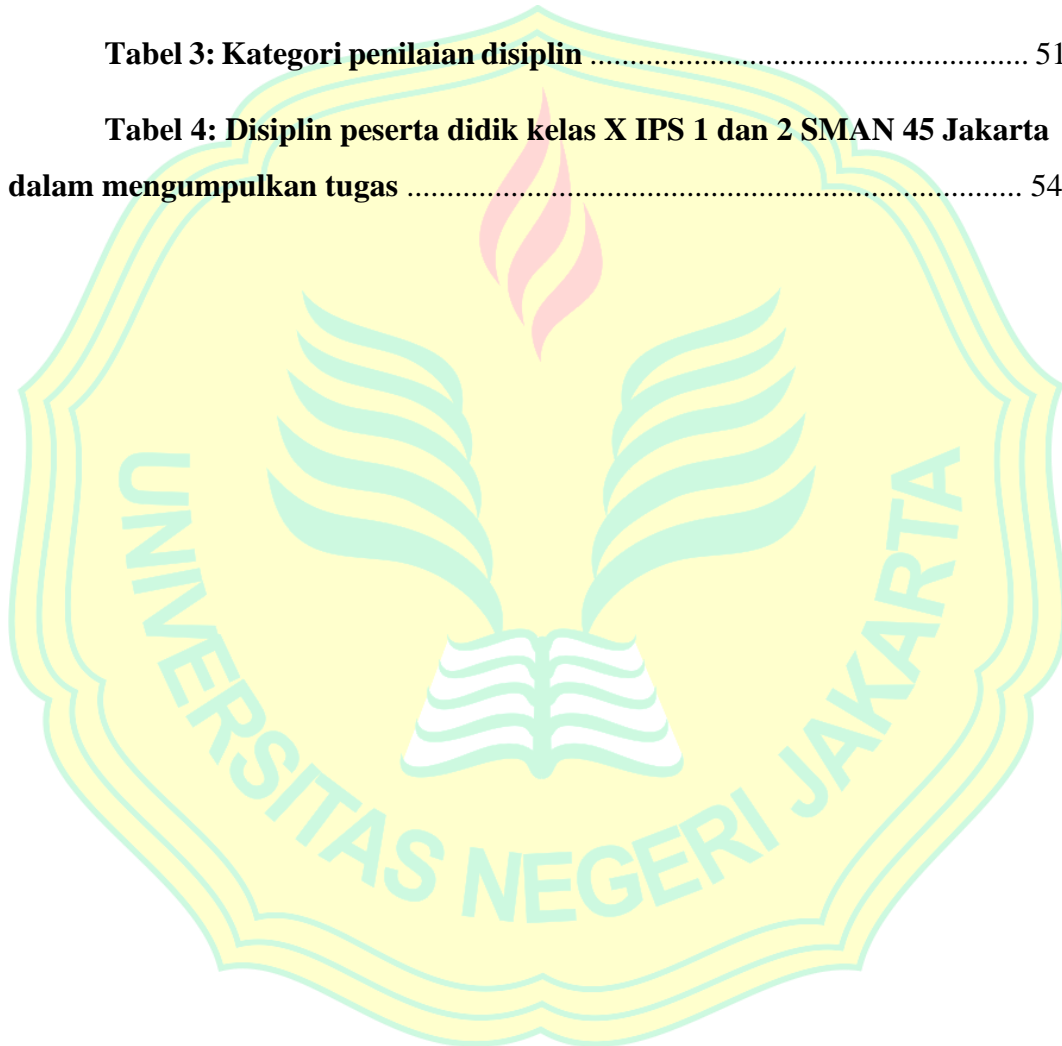 Tabel 3: Kategori penilaian disiplin .................................................... 51
Tabel 4: Disiplin peserta didik kelas X IPS 1 dan 2 SMAN 45 Jakarta
dalam mengumpulkan tugas ......................................................................... 54
UNIVERSITAS NEGERI JAKARTA